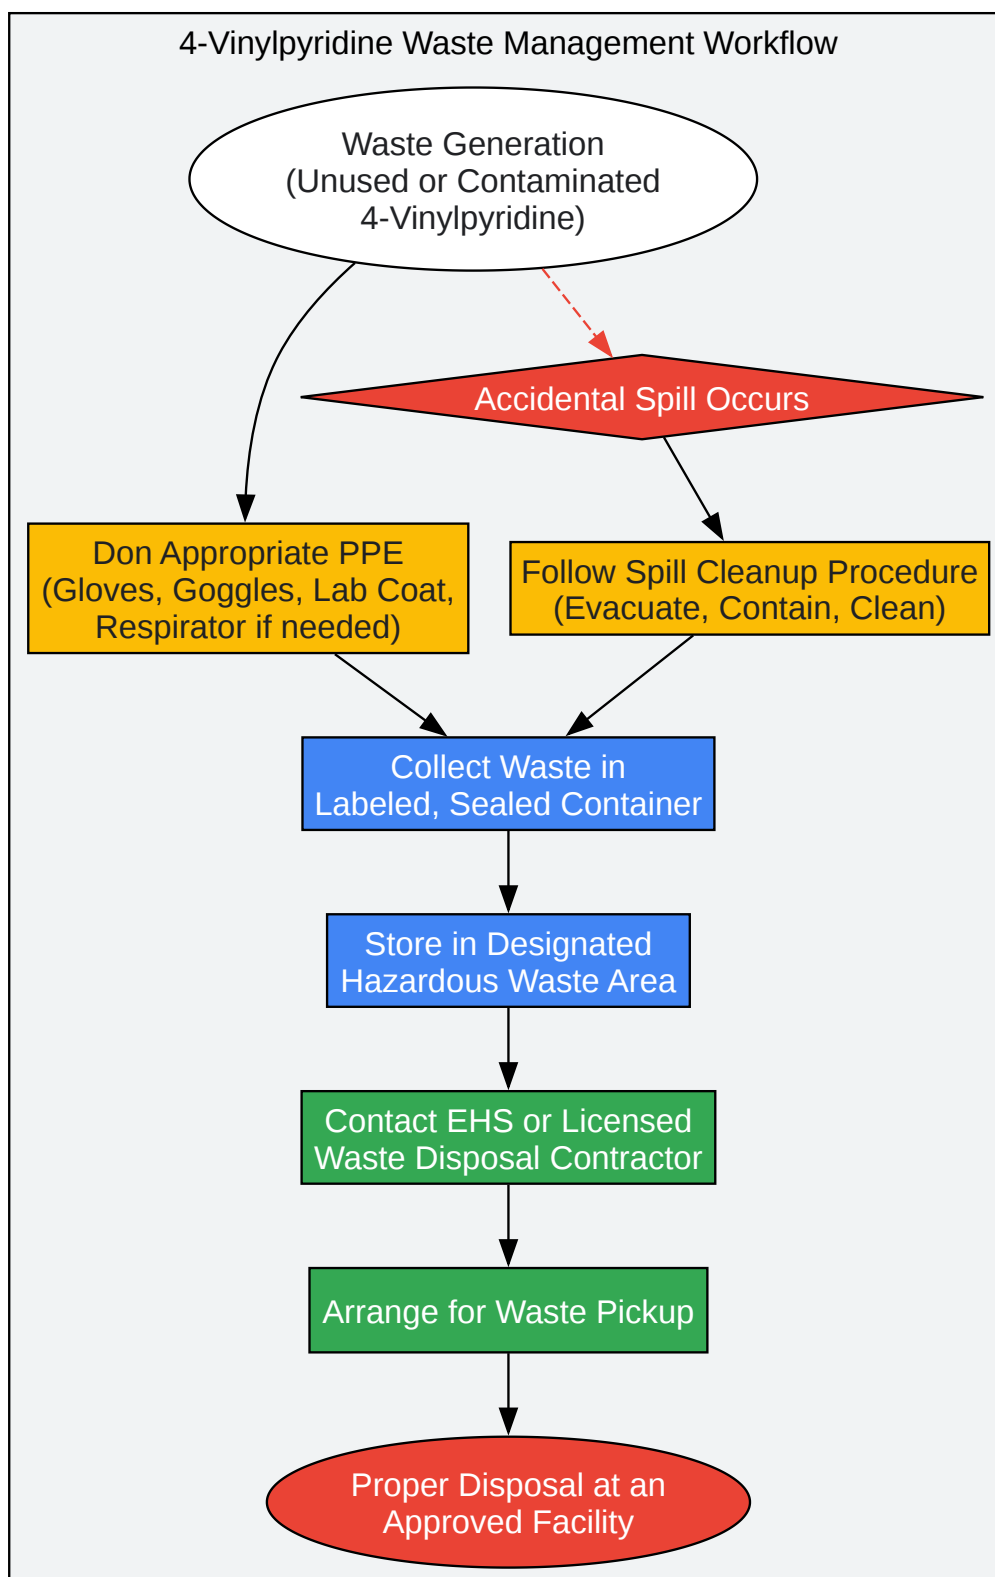 4-Vinylpyridine Waste Management Workflow
Waste Generation
(Unused or Contaminated
4-Vinylpyridine)
Accidental Spill Occurs
Don Appropriate PPE
(Gloves, Goggles, Lab Coat,
Respirator if needed)
Follow Spill Cleanup Procedure
(Evacuate, Contain, Clean)
Collect Waste in
Labeled, Sealed Container
Store in Designated
Hazardous Waste Area
Contact EHS or Licensed
Waste Disposal Contractor
Arrange for Waste Pickup
Proper Disposal at an
Approved Facility